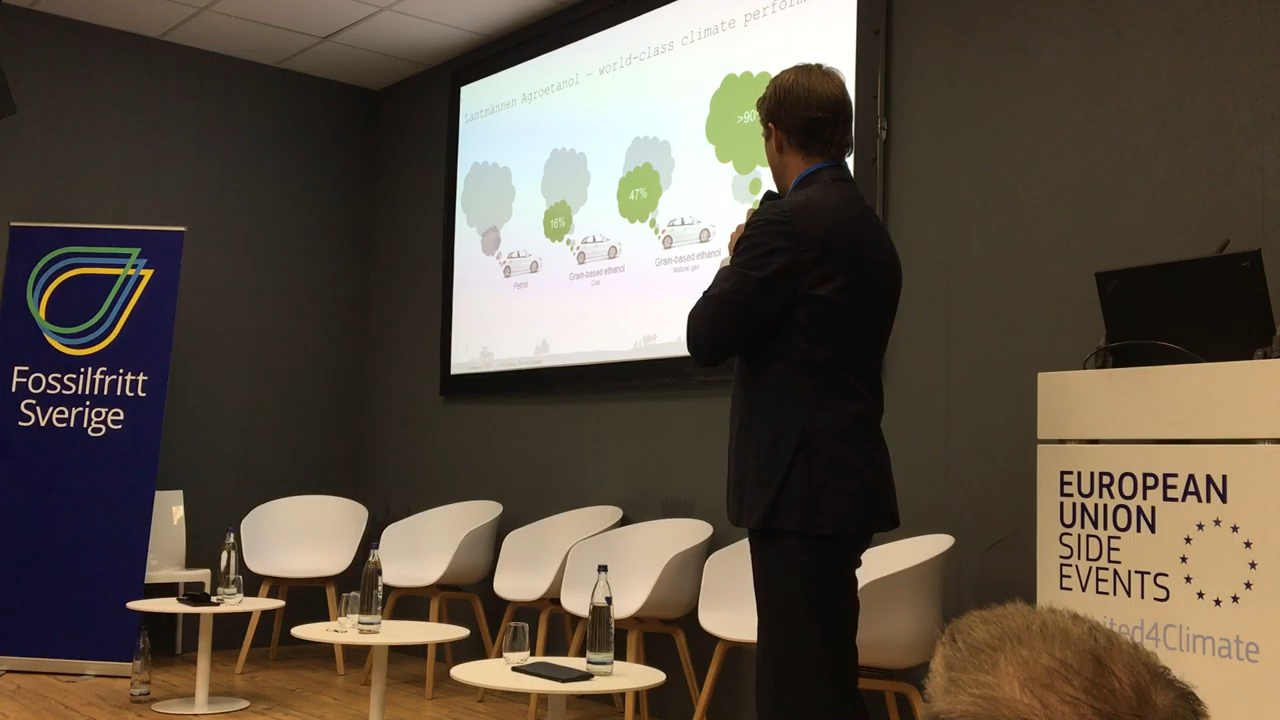 Lantmännen Agroetanol - world-class climate perform
>90
47%
16%
Petrol
Grain-based ethanol
Coal
Grain-based ethanol
Natural gas
Fossilfritt
Sverige
EUROPEAN
UNION
SIDE
EVENTS
nited4Climate